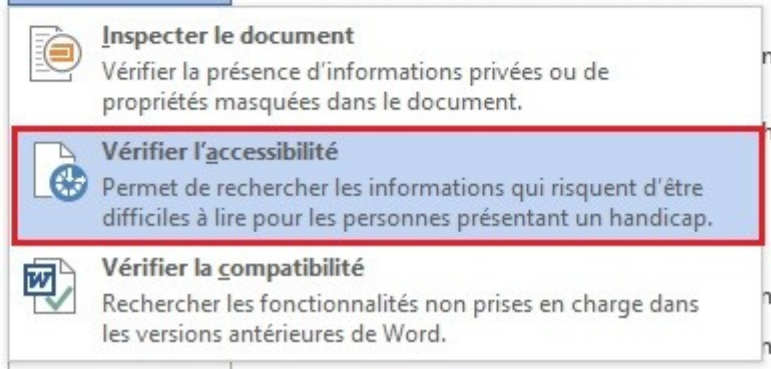 Inspecter le document
Vérifier la présence d'informations privées ou de
propriétés masquées dans le document.
Vérifier l'accessibilité
Permet de rechercher les informations qui risquent d'être
difficiles à lire pour les personnes présentant un handicap.
Vérifier la compatibilité
Rechercher les fonctionnalités non prises en charge dans
les versions antérieures de Word.